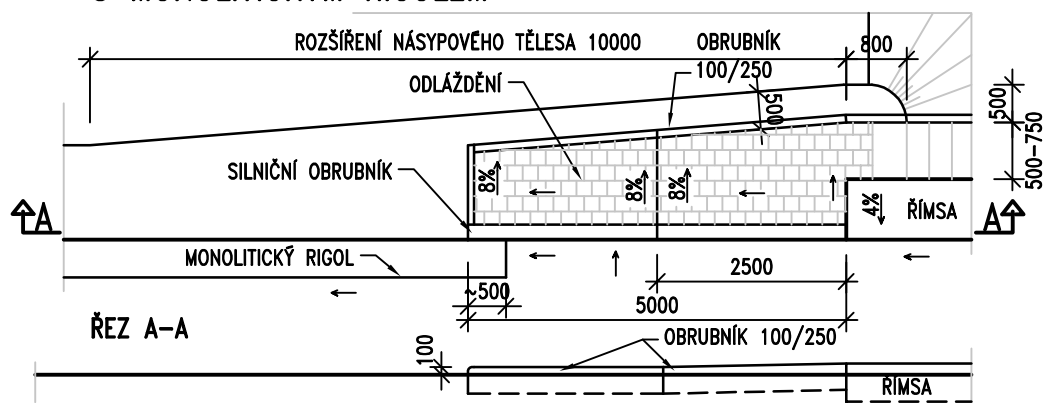 ROZŠÍŘENÍ NÁSYPOVÉHO TĚLESA 10000
OBRUBNÍK
100/250
800
ODLÁŽDĚNÍ
500
500
500-750
SILNIČNÍ OBRUBNÍK
8%
8%
8%
4%
ŘÍMSA
A
A
MONOLITICKÝ RIGOL
2500
~500
5000
ŘEZ A-A
OBRUBNÍK 100/250
100
ŘÍMSA